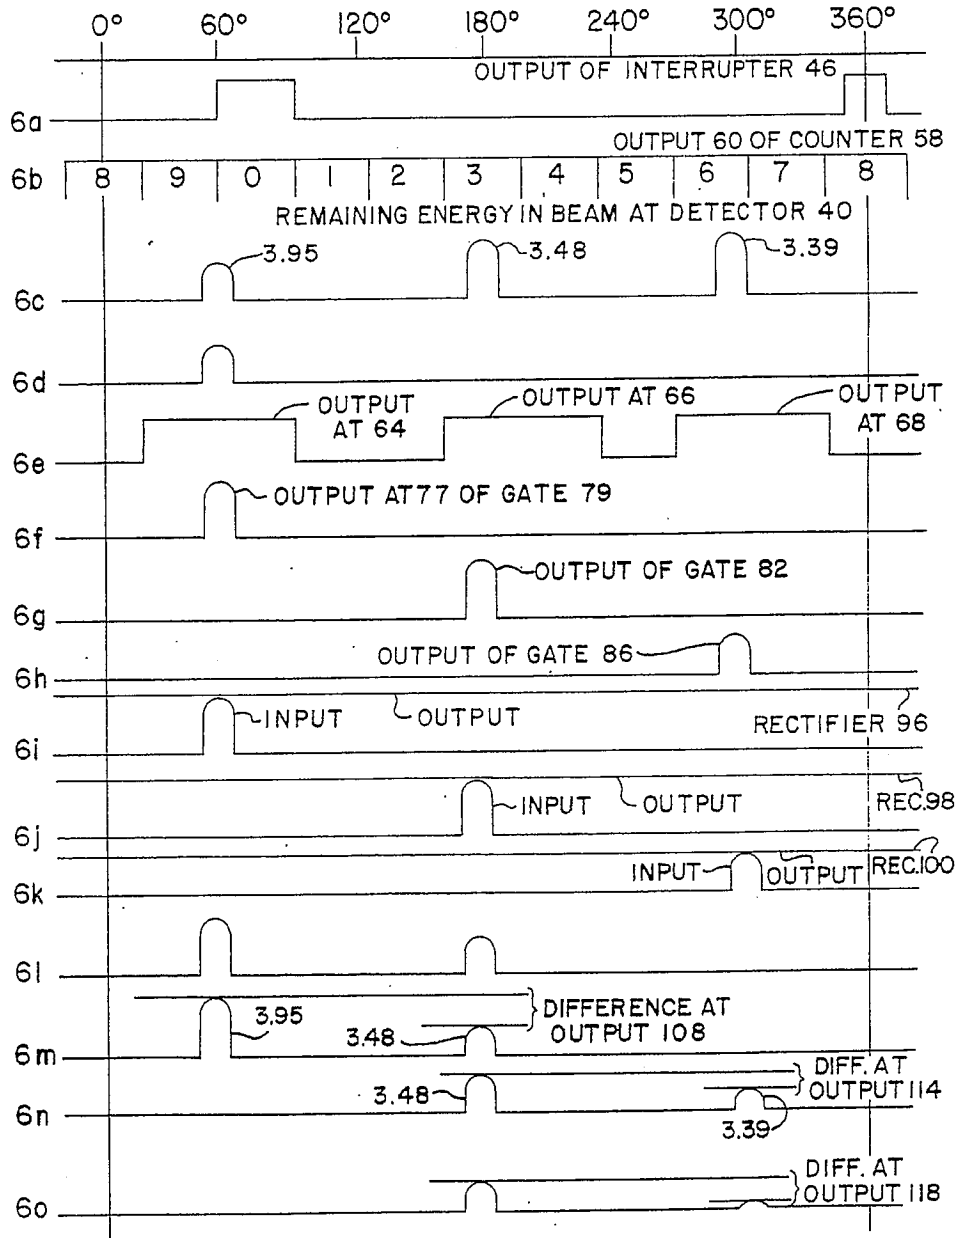 0° 60° 120° 180° 240° 300° 360°
OUTPUT OF INTERRUPTER 46
6a
OUTPUT 60 OF COUNTER 58
6b 8 9 0 1 2 3 4 5 6 7 8
REMAINING ENERGY IN BEAM AT DETECTOR 40
3.95 3.48 3.39
6c
6d
OUTPUT
AT 64
OUTPUT AT 66
OUTPUT
AT 68
6e
OUTPUT AT 77 OF GATE 79
6f
OUTPUT OF GATE 82
6g
OUTPUT OF GATE 86
6h
INPUT OUTPUT RECTIFIER 96
6i
INPUT OUTPUT REC.98
6j
INPUT OUTPUT REC.100
6k
6l
DIFFERENCE AT
OUTPUT 108
3.95 3.48
6m
DIFF. AT
OUTPUT 114
3.48 3.39
6n
DIFF. AT
OUTPUT 118
6o